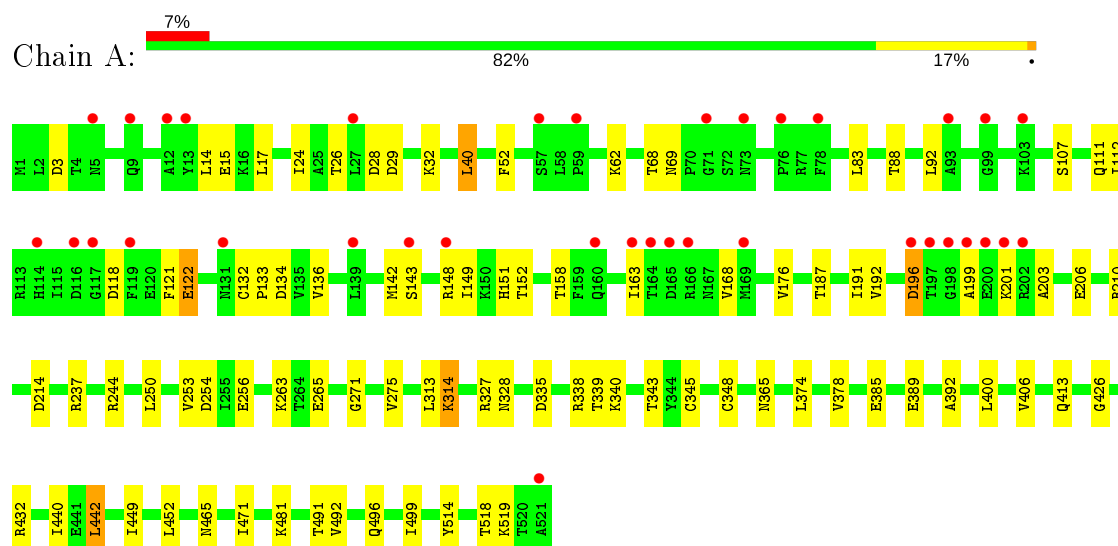 7%
Chain A:
82% 17% •
M1 L2 D3 T4 N5 Q9 A12 Y13 L14 E15 K16 L17 I24 A25 T26 L27 D28 D29 K32 L40 F52 S57 L58 P59 K62 T68 N69 P70 G71 S72 N73 P76 R77 F78 L83 T88 L92 A93 G99 K103 S107 Q111 I112
R113 H114 I115 D116 G117 D118 F119 E120 F121 E122 N131 C132 P133 D134 V135 V136 L139 M142 S143 R148 I149 K150 H151 T152 T158 F159 Q160 I163 T164 D165 R166 N167 V168 M169 V176 T187 I191 V192 D196 T197 G198 A199 E200 K201 R202 A203 E206
D214 R237 R244 L250 V253 D254 I255 E256 K263 T264 E265 G271 V275 L313 K314 R327 N328 D335 R338 T339 K340 T343 Y344 C345 C348 N365 L374 V378 E385 E389 A392 L400 V406 Q413 G426
R432 I440 E441 L442 I449 L452 N465 I471 K481 T491 V492 Q496 I499 Y514 T518 K519 T520 A521